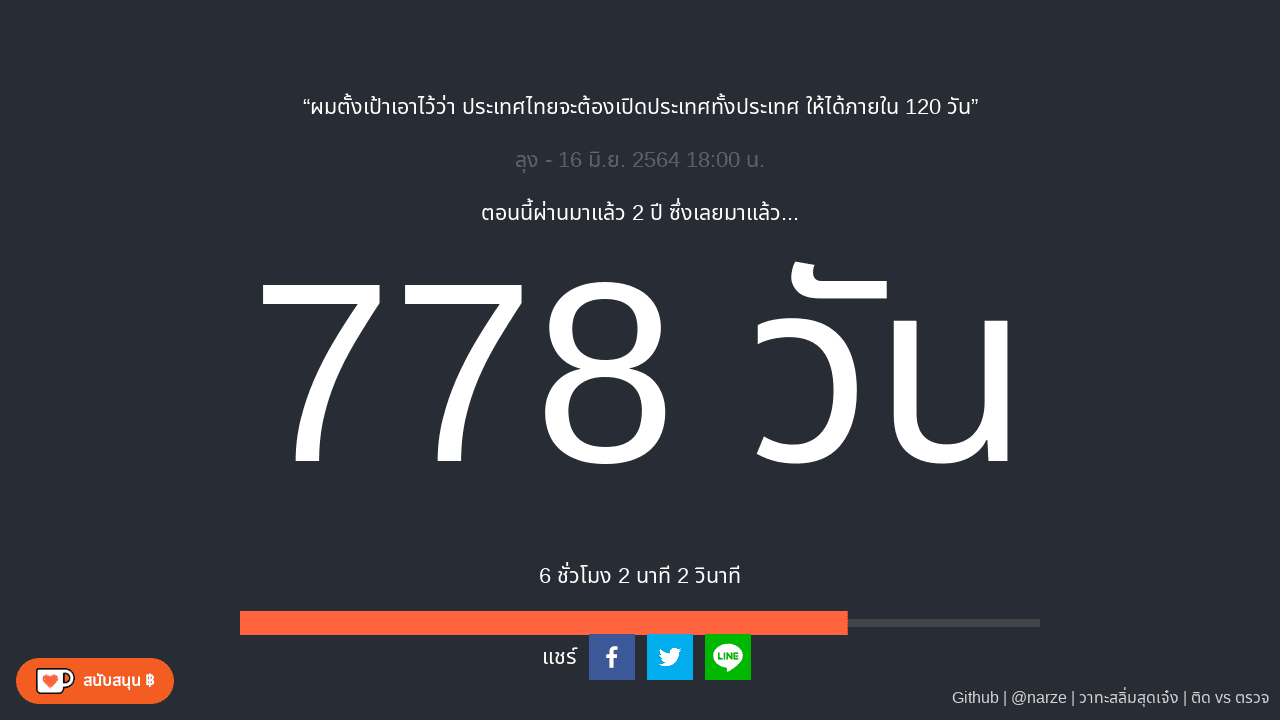 “ผมตั้งเป้าเอาไว้ว่า ประเทศไทยจะต้องเปิดประเทศทั้งประเทศ ให้ได้ภายใน 120 วัน”
ลุง - 16 มิ.ย. 2564 18:00 น.
ตอนนี้ผ่านมาแล้ว 2 ปี ซึ่งเลยมาแล้ว...
778 วัน
6 ชั่วโมง 2 นาที 2 วินาที
แชร์
LINE
สนับสนุน ฿
Github | @narze | วาทะสลิ่มสุดเจ๋ง | ติด vs ตรวจ